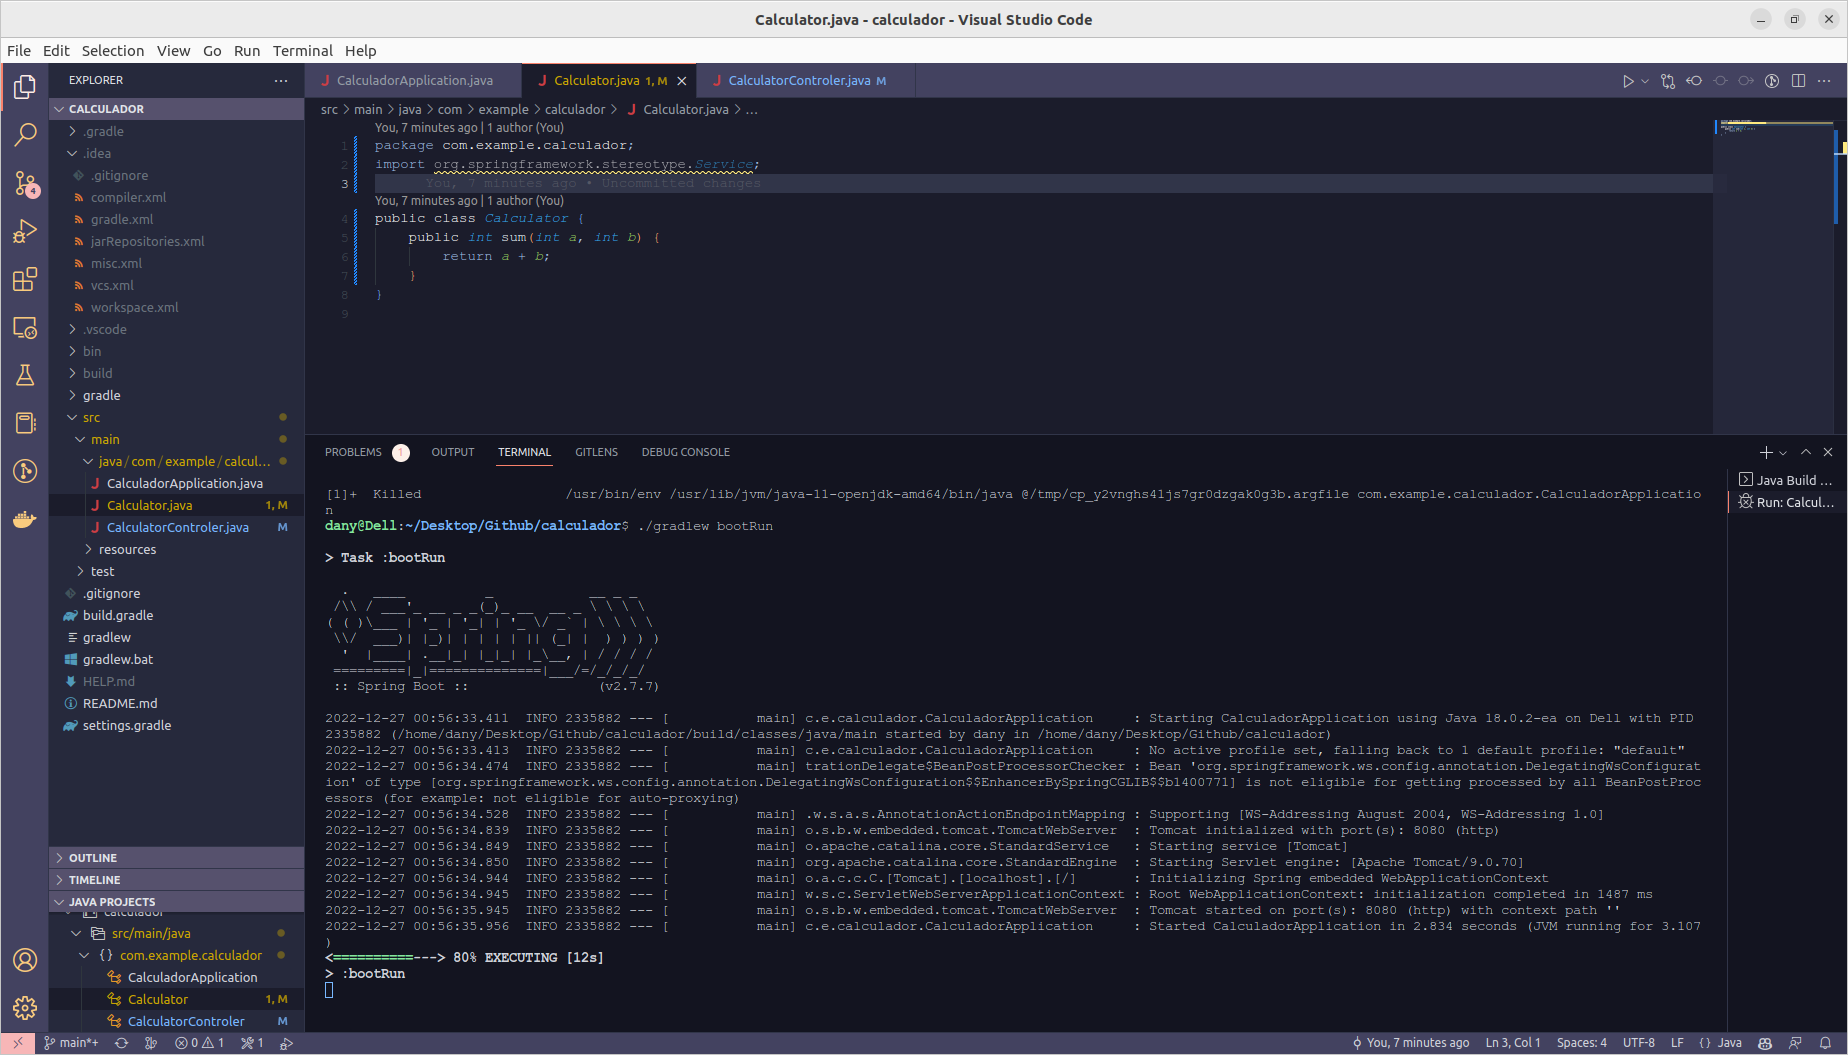 Calculator.java - calculador - Visual Studio Code
File Edit Selection View Go Run Terminal Help
EXPLORER
CALCULADOR
.gradle
.idea
.gitignore
compiler.xml
gradle.xml
jarRepositories.xml
misc.xml
vcs.xml
workspace.xml
.vscode
bin
build
gradle
src
main
java/com/example/calcul...
CalculadorApplication.java
Calculator.java 1, M
CalculatorControler.java M
resources
test
.gitignore
build.gradle
gradlew
gradlew.bat
HELP.md
README.md
settings.gradle
OUTLINE
TIMELINE
JAVA PROJECTS
calculador
src/main/java
{} com.example.calculador
CalculadorApplication
Calculator 1, M
CalculatorControler M
4
CalculadorApplication.java
Calculator.java 1, M
CalculatorControler.java M
src > main > java > com > example > calculador > J Calculator.java > ...
You, 7 minutes ago | 1 author (You)
1 package com.example.calculador;
2 import org.springframework.stereotype.Service;
3 You, 7 minutes ago • Uncommitted changes
You, 7 minutes ago | 1 author (You)
4 public class Calculator {
5 public int sum(int a, int b) {
6 return a + b;
7 }
8 }
9
PROBLEMS 1 OUTPUT TERMINAL GITLENS DEBUG CONSOLE
[1]+ Killed /usr/bin/env /usr/lib/jvm/java-11-openjdk-amd64/bin/java @/tmp/cp_y2vnghs41js7gr0dzgak0g3b.argfile com.example.calculador.CalculadorApplicatio
n
dany@Dell:~/Desktop/Github/calculador$ ./gradlew bootRun
> Task :bootRun
Spring
:: Spring Boot :: (v2.7.7)
2022-12-27 00:56:33.411 INFO 2335882 --- [ main] c.e.calculador.CalculadorApplication : Starting CalculadorApplication using Java 18.0.2-ea on Dell with PID
2335882 (/home/dany/Desktop/Github/calculador/build/classes/java/main started by dany in /home/dany/Desktop/Github/calculador)
2022-12-27 00:56:33.413 INFO 2335882 --- [ main] c.e.calculador.CalculadorApplication : No active profile set, falling back to 1 default profile: "default"
2022-12-27 00:56:34.474 INFO 2335882 --- [ main] trationDelegate$BeanPostProcessorChecker : Bean 'org.springframework.ws.config.annotation.DelegatingWsConfigurat
ion' of type [org.springframework.ws.config.annotation.DelegatingWsConfiguration$$EnhancerBySpringCGLIB$$b1400771] is not eligible for getting processed by all BeanPostProc
essors (for example: not eligible for auto-proxying)
2022-12-27 00:56:34.528 INFO 2335882 --- [ main] .w.s.a.s.AnnotationActionEndpointMapping : Supporting [WS-Addressing August 2004, WS-Addressing 1.0]
2022-12-27 00:56:34.839 INFO 2335882 --- [ main] o.s.b.w.embedded.tomcat.TomcatWebServer : Tomcat initialized with port(s): 8080 (http)
2022-12-27 00:56:34.849 INFO 2335882 --- [ main] o.apache.catalina.core.StandardService : Starting service [Tomcat]
2022-12-27 00:56:34.850 INFO 2335882 --- [ main] org.apache.catalina.core.StandardEngine : Starting Servlet engine: [Apache Tomcat/9.0.70]
2022-12-27 00:56:34.944 INFO 2335882 --- [ main] o.a.c.c.C.[Tomcat].[localhost].[/] : Initializing Spring embedded WebApplicationContext
2022-12-27 00:56:34.945 INFO 2335882 --- [ main] w.s.c.ServletWebServerApplicationContext : Root WebApplicationContext: initialization completed in 1487 ms
2022-12-27 00:56:35.945 INFO 2335882 --- [ main] o.s.b.w.embedded.tomcat.TomcatWebServer : Tomcat started on port(s): 8080 (http) with context path ''
2022-12-27 00:56:35.956 INFO 2335882 --- [ main] c.e.calculador.CalculadorApplication : Started CalculadorApplication in 2.834 seconds (JVM running for 3.107
)
<==========---> 80% EXECUTING [12s]
> :bootRun
Java Build ...
Run: Calcul...
main*+ 0 1 1
You, 7 minutes ago Ln 3, Col 1 Spaces: 4 UTF-8 LF {} Java